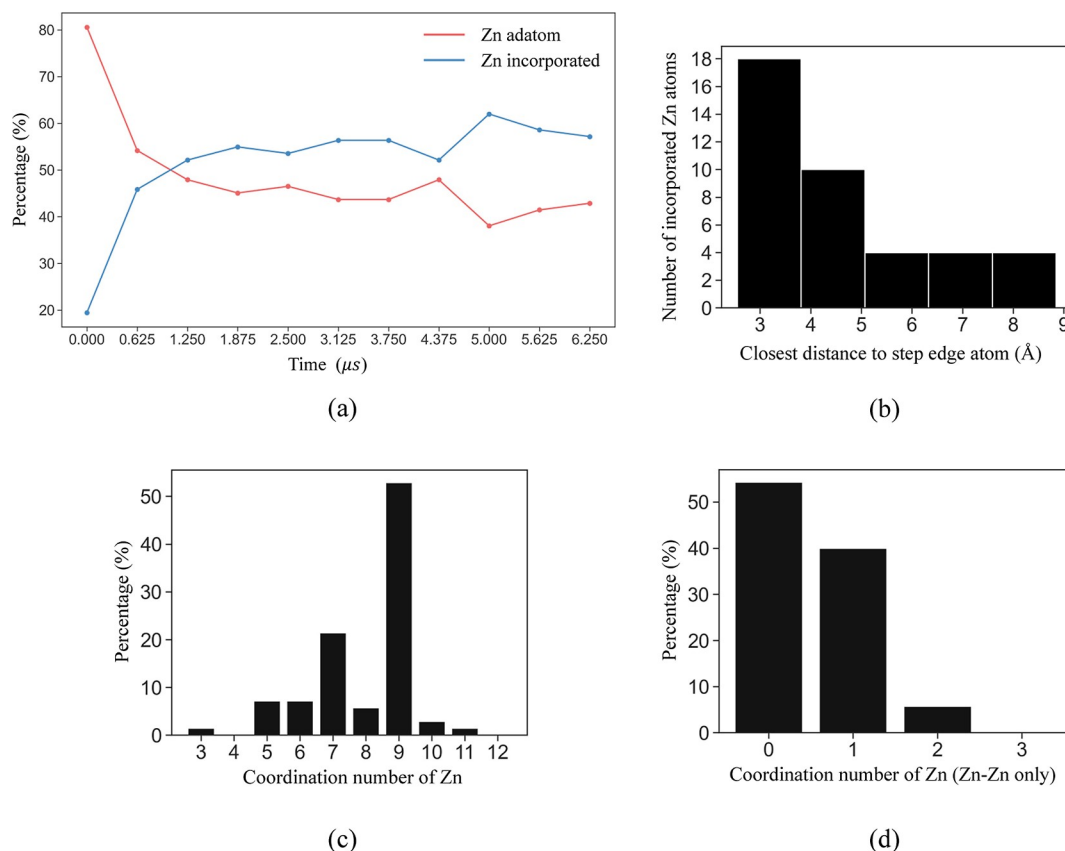 Zn adatom
Zn incorporated
80
70
60
50
40
30
20
Percentage (%)
0.000 0.625 1.250 1.875 2.500 3.125 3.750 4.375 5.000 5.625 6.250
Time (μs)
(a)
18
16
14
12
10
8
6
4
2
0
Number of incorporated Zn atoms
3 4 5 6 7 8 9
Closest distance to step edge atom (Å)
(b)
50
40
30
20
10
0
Percentage (%)
3 4 5 6 7 8 9 10 11 12
Coordination number of Zn
(c)
50
40
30
20
10
0
Percentage (%)
0 1 2 3
Coordination number of Zn (Zn-Zn only)
(d)